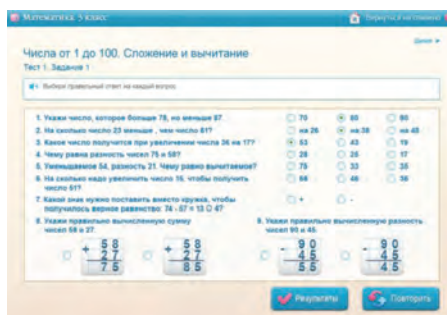 Математика. 3 класс
Вернуться на главную
Далее
Числа от 1 до 100. Сложение и вычитание
Тест 1. Задание 1
Выбери правильный ответ на каждый вопрос.
1. Укажи число, которое больше 78, но меньше 87. 70 80 90
2. На сколько число 23 меньше, чем число 61? на 26 на 38 на 48
3. Какое число получится при увеличении числа 36 на 17? 53 43 19
4. Чему равна разность чисел 75 и 58? 28 25 17
5. Уменьшаемое 54, разность 21. Чему равно вычитаемое? 75 33 35
6. На сколько надо увеличить число 15, чтобы получить
число 51? 66 46 36
7. Какой знак нужно поставить вместо кружка, чтобы
получилось верное равенство: 74 - 57 = 13 О 4? + -
8. Укажи правильно вычисленную сумму
чисел 58 и 27.
+ 58
27
75
+ 58
27
85
9. Укажи правильно вычисленную разность
чисел 90 и 45.
- 90
45
55
- 90
45
45
Результаты
Повторить